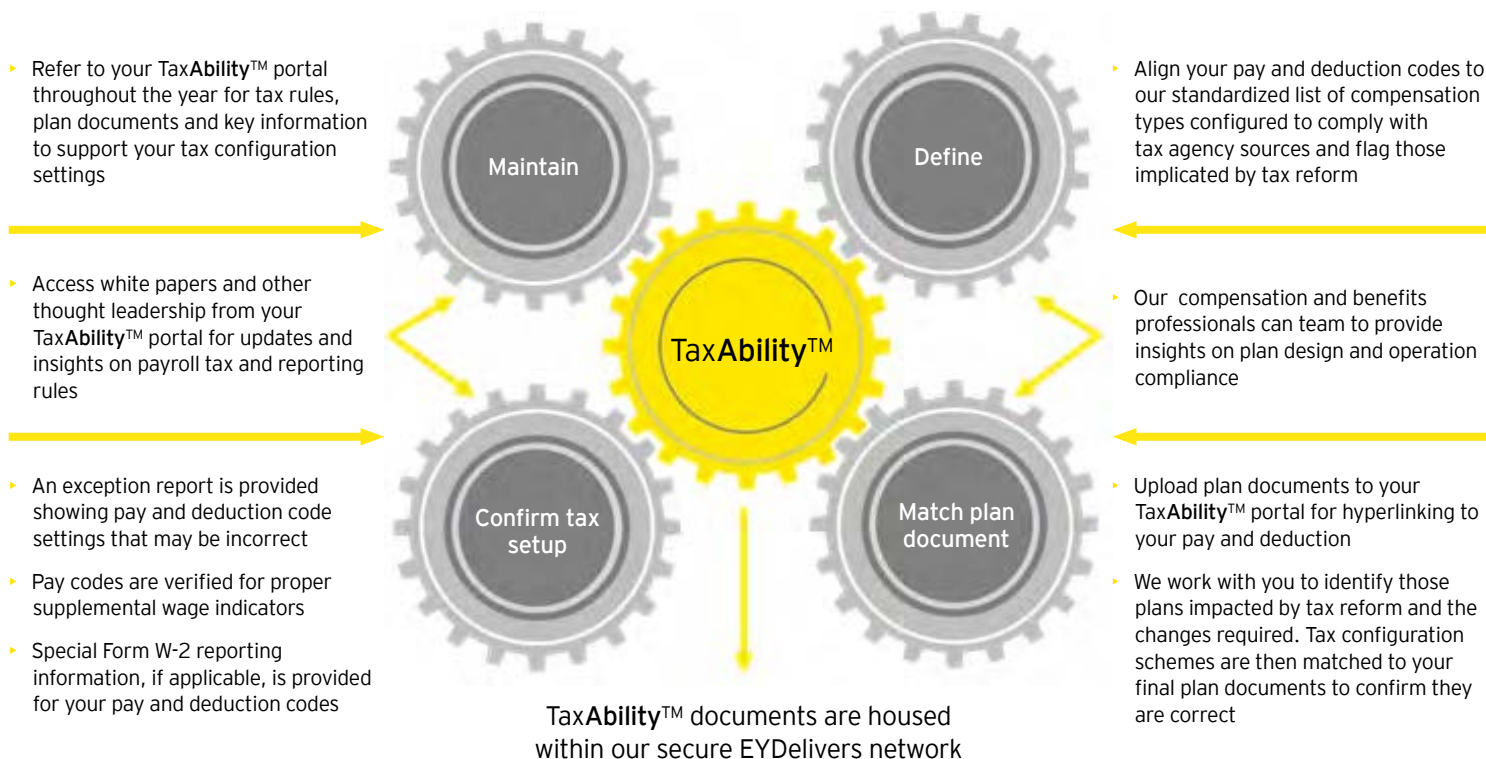 Refer to your TaxAbility™ portal
throughout the year for tax rules,
plan documents and key information
to support your tax configuration
settings
Access white papers and other
thought leadership from your
TaxAbility™ portal for updates and
insights on payroll tax and reporting
rules
An exception report is provided
showing pay and deduction code
settings that may be incorrect
Pay codes are verified for proper
supplemental wage indicators
Special Form W-2 reporting
information, if applicable, is provided
for your pay and deduction codes
Maintain
Define
TaxAbility™
Confirm tax
setup
Match plan
document
TaxAbility™ documents are housed
within our secure EYDelivers network
Align your pay and deduction codes to
our standardized list of compensation
types configured to comply with
tax agency sources and flag those
implicated by tax reform
Our compensation and benefits
professionals can team to provide
insights on plan design and operation
compliance
Upload plan documents to your
TaxAbility™ portal for hyperlinking to
your pay and deduction
We work with you to identify those
plans impacted by tax reform and the
changes required. Tax configuration
schemes are then matched to your
final plan documents to confirm they
are correct